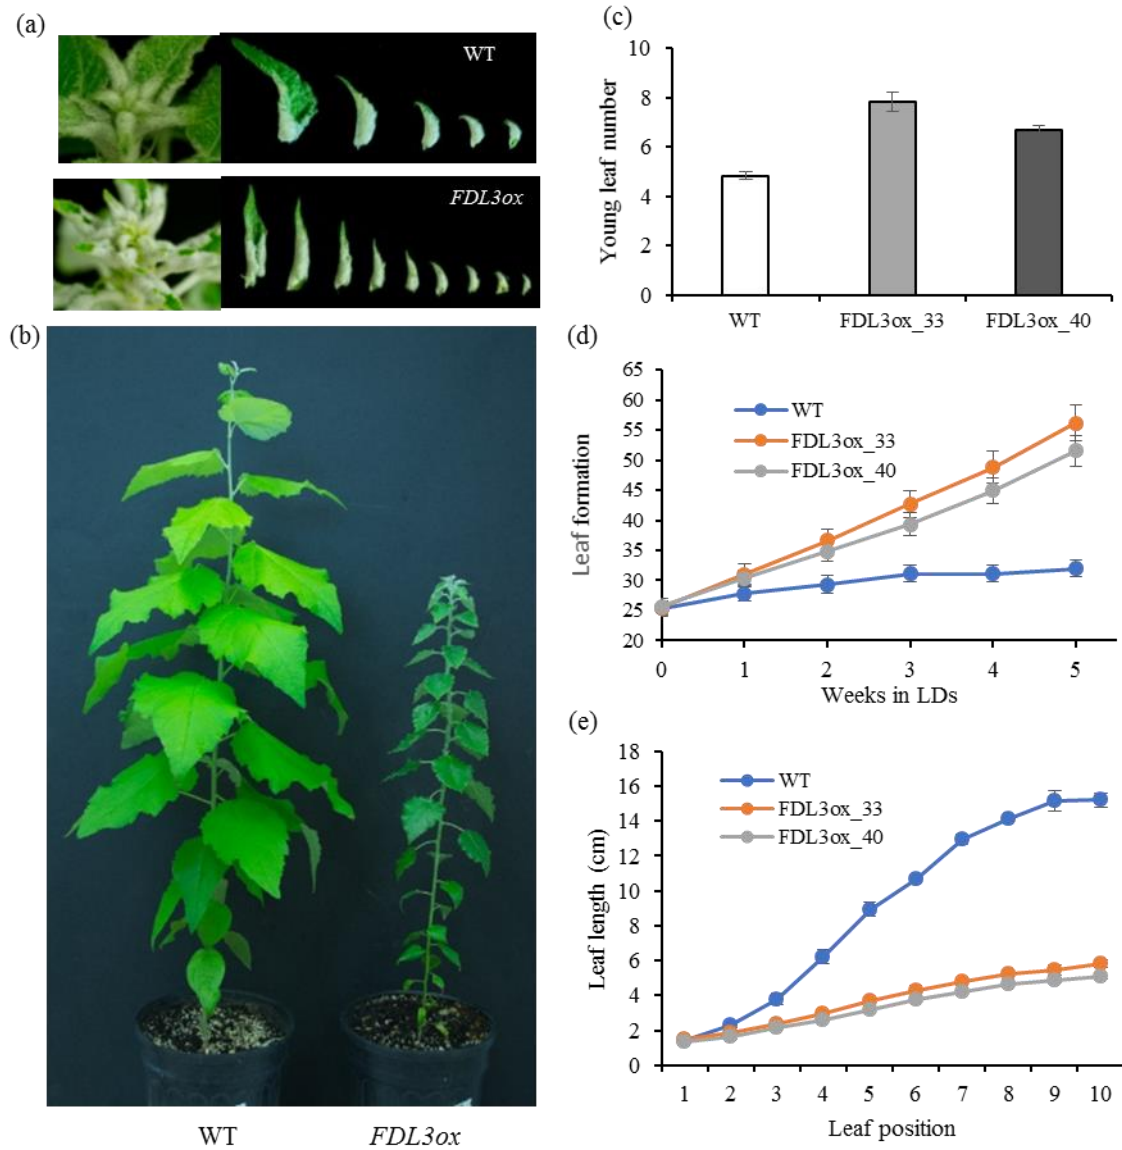 (a)
WT
FDL3ox
(b)
WT
FDL3ox
(c)
Young leaf number
10
8
6
4
2
0
WT
FDL3ox_33
FDL3ox_40
(d)
Leaf formation
65
60
55
50
45
40
35
30
25
20
WT
FDL3ox_33
FDL3ox_40
0 1 2 3 4 5
Weeks in LDs
(e)
Leaf length (cm)
18
16
14
12
10
8
6
4
2
0
WT
FDL3ox_33
FDL3ox_40
1 2 3 4 5 6 7 8 9 10
Leaf position